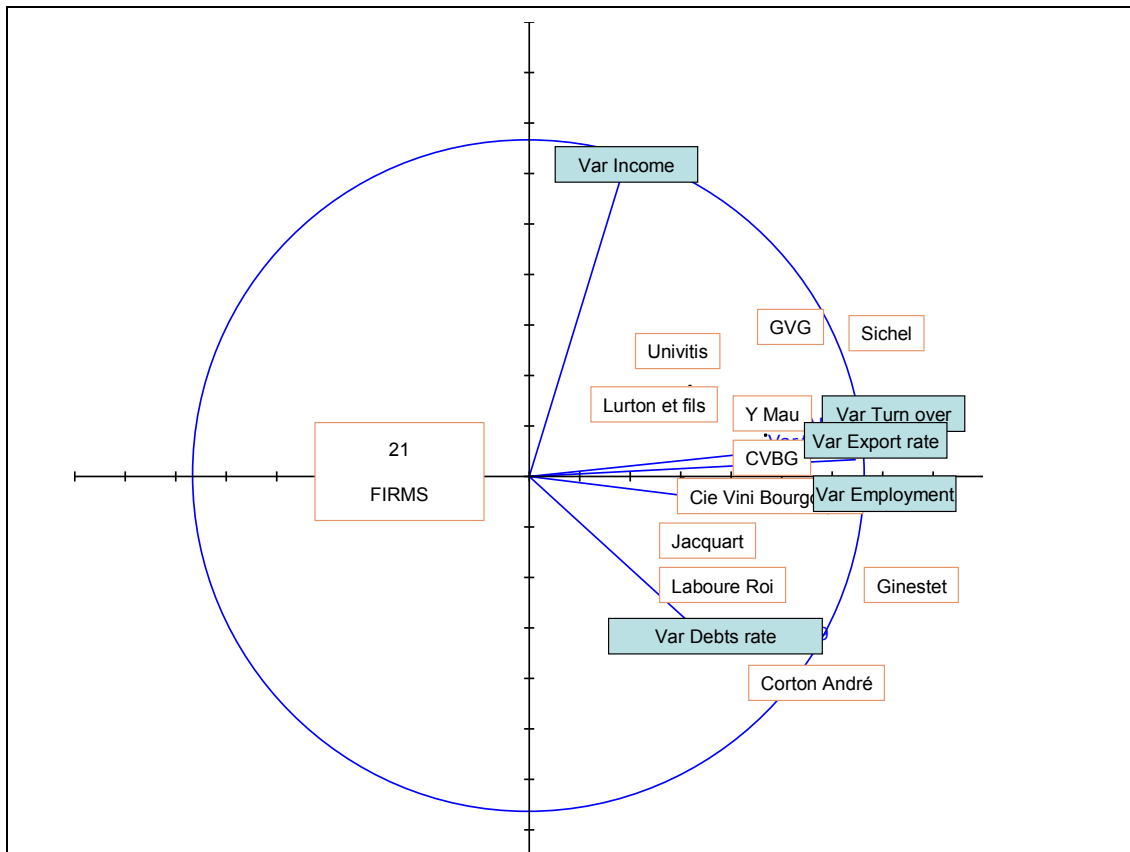 Var Income
GVG
Sichel
Univitis
Lurton et fils
Y Mau
Var Turn over
Var Export rate
21
FIRMS
CVBG
Cie Vini Bourgo
Var Employment
Jacquart
Laboure Roi
Ginestet
Var Debts rate
Corton André